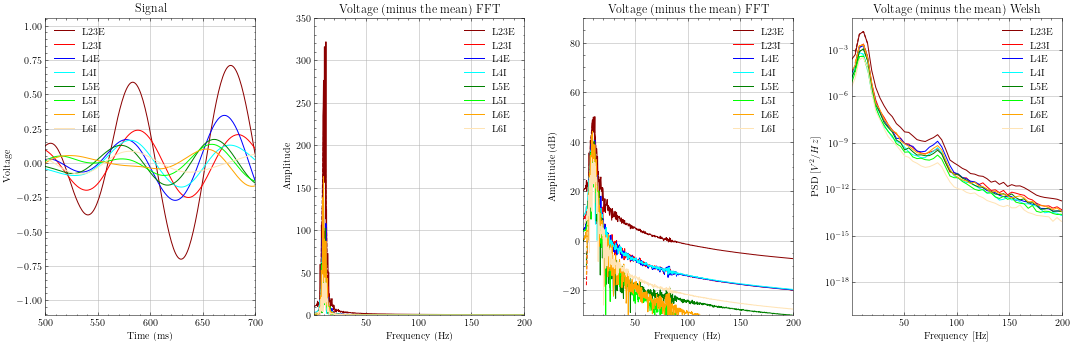 Signal
Voltage
1.00
0.75
0.50
0.25
0.00
−0.25
−0.50
−0.75
−1.00
500
550
600
650
700
Time (ms)
L23E
L23I
L4E
L4I
L5E
L5I
L6E
L6I
Voltage (minus the mean) FFT
Amplitude
350
300
250
200
150
100
50
0
50
100
150
200
Frequency (Hz)
L23E
L23I
L4E
L4I
L5E
L5I
L6E
L6I
Voltage (minus the mean) FFT
Amplitude (dB)
80
60
40
20
0
−20
50
100
150
200
Frequency (Hz)
L23E
L23I
L4E
L4I
L5E
L5I
L6E
L6I
Voltage (minus the mean) Welsh
PSD [V²/Hz]
10⁻³
10⁻⁶
10⁻⁹
10⁻¹²
10⁻¹⁵
10⁻¹⁸
50
100
150
200
Frequency [Hz]
L23E
L23I
L4E
L4I
L5E
L5I
L6E
L6I